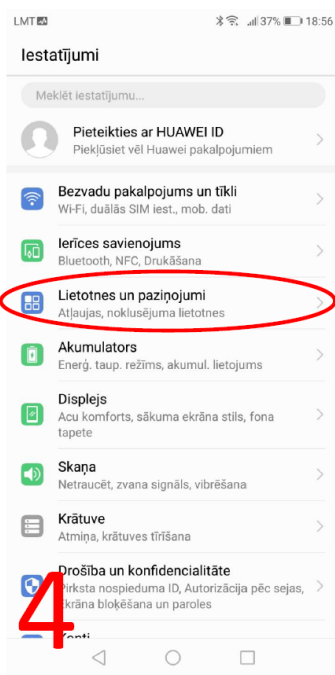 LMT 37% 18:56
Iestatījumi
Meklēt iestatījumu...
Pieteikties ar HUAWEI ID
Piekļūsiet vēl Huawei pakalpojumiem
Bezvadu pakalpojums un tīkli
Wi-Fi, duālās SIM iest., mob. dati
Ierīces savienojums
Bluetooth, NFC, Drukāšana
Lietotnes un paziņojumi
Atļaujas, noklusējuma lietotnes
Akumulators
Enerģ. taup. režīms, akumul. lietojums
Displejs
Acu komforts, sākuma ekrāna stils, fona
tapete
Skaņa
Netraucēt, zvana signāls, vibrēšana
Krātuve
Atmiņa, krātuves tīrīšana
Drošība un konfidencialitāte
Pirksta nospieduma ID, Autorizācija pēc sejas,
Ekrāna bloķēšana un paroles
4
Konti